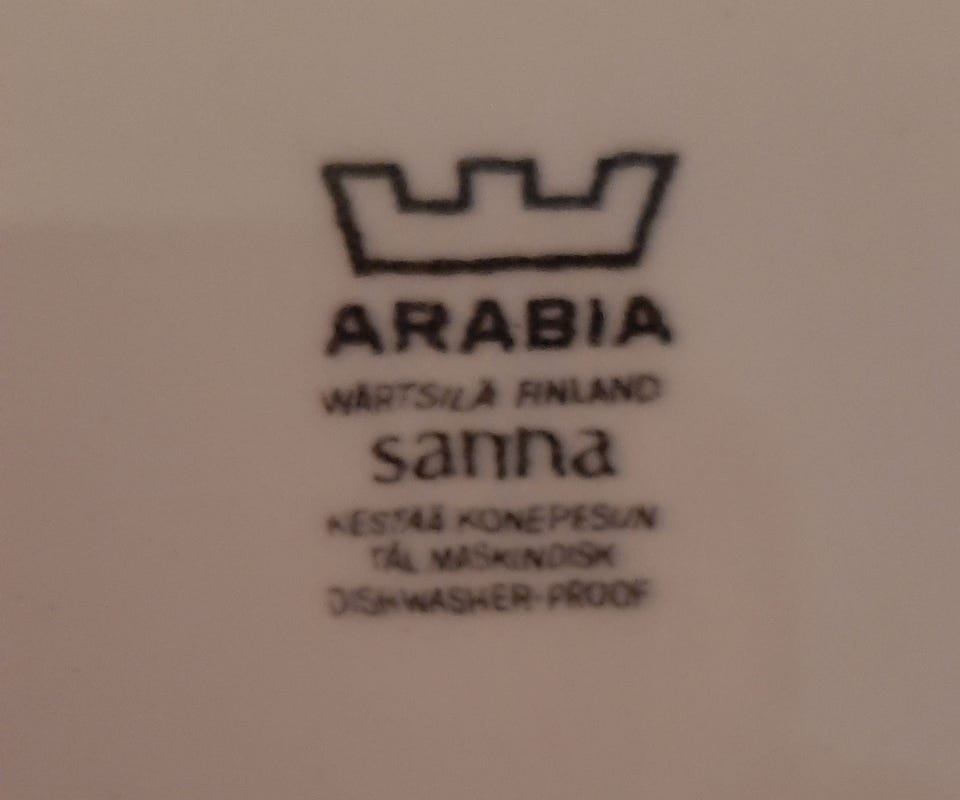 ARABIA
WÄRTSILÄ FINLAND
sanna
KESTÄÄ KONEPESUN
TÅL MASKINDISK
DISHWASHER-PROOF